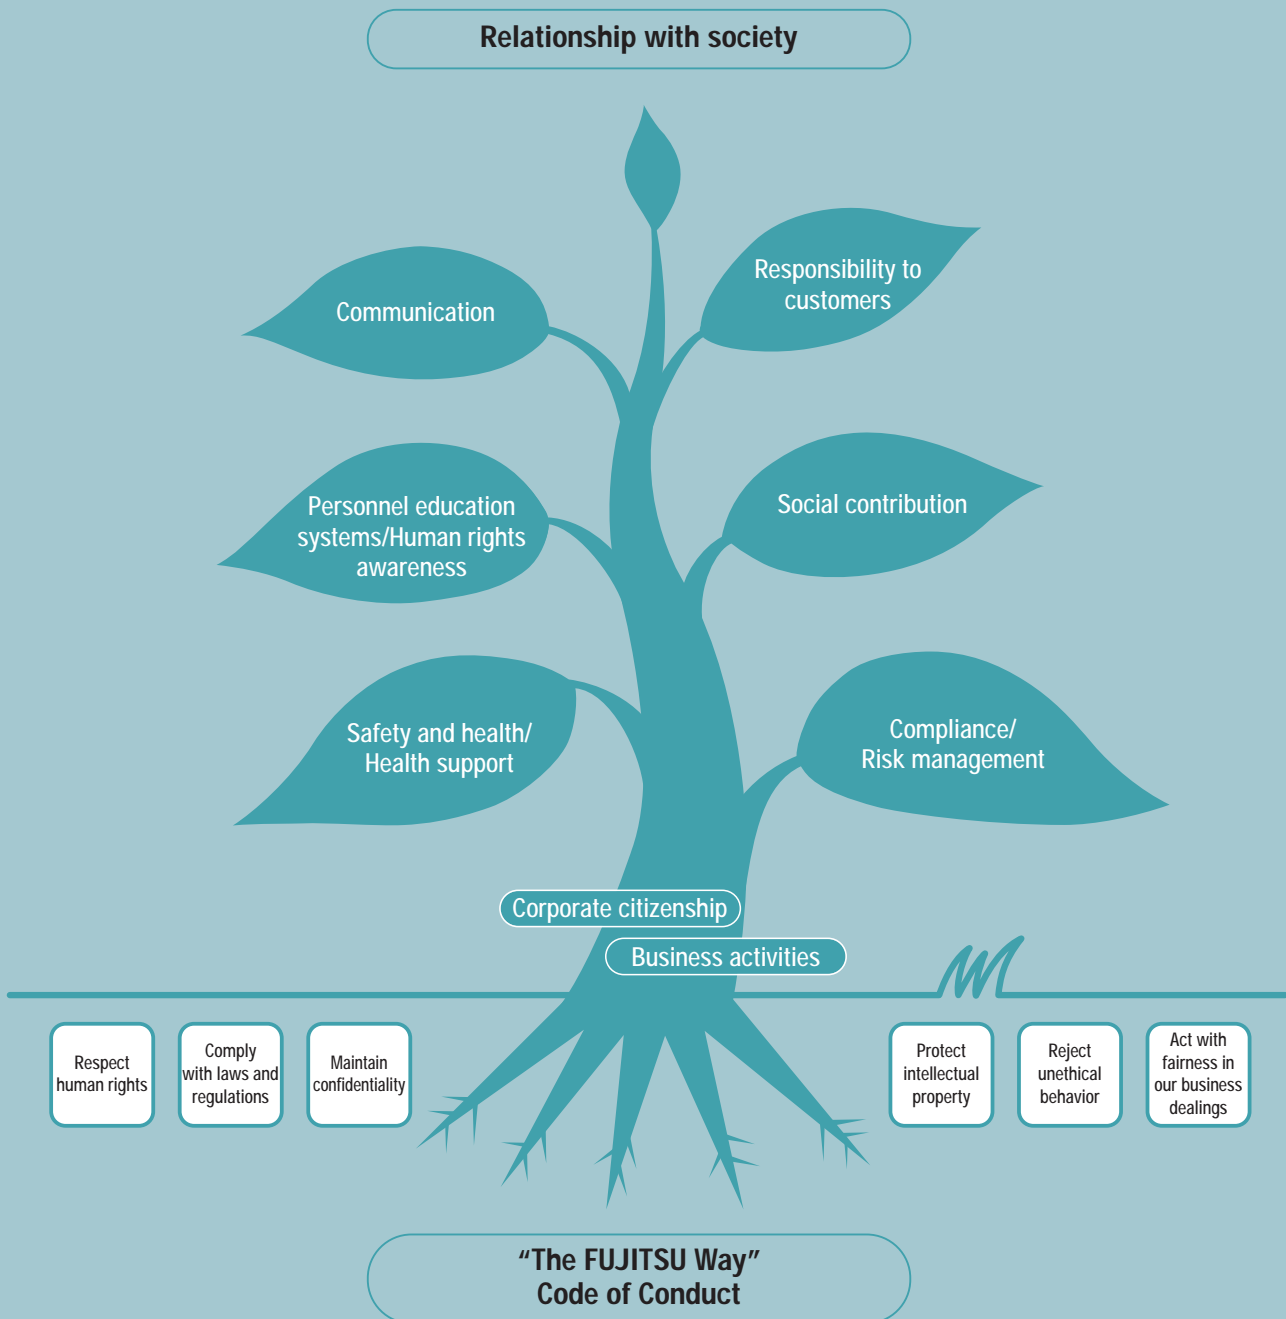 Relationship with society
Communication
Responsibility to
customers
Personnel education
systems/Human rights
awareness
Social contribution
Safety and health/
Health support
Compliance/
Risk management
Corporate citizenship
Business activities
Respect
human rights
Comply
with laws and
regulations
Maintain
confidentiality
Protect
intellectual
property
Reject
unethical
behavior
Act with
fairness in
our business
dealings
“The FUJITSU Way”
Code of Conduct